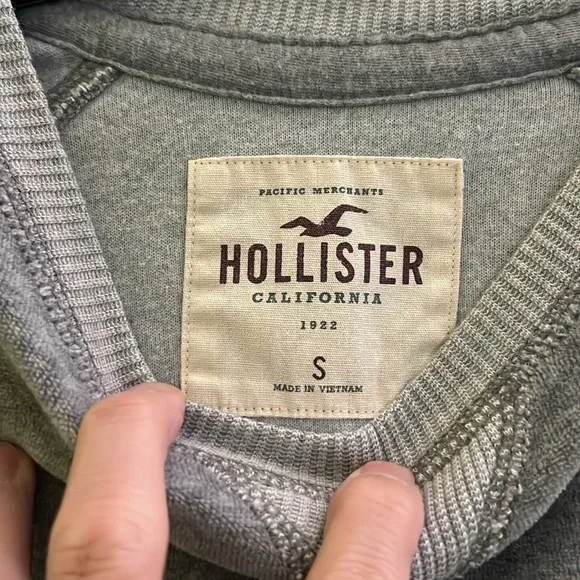 PACIFIC MERCHANTS
HOLLISTER
CALIFORNIA
1922
S
MADE IN VIETNAM